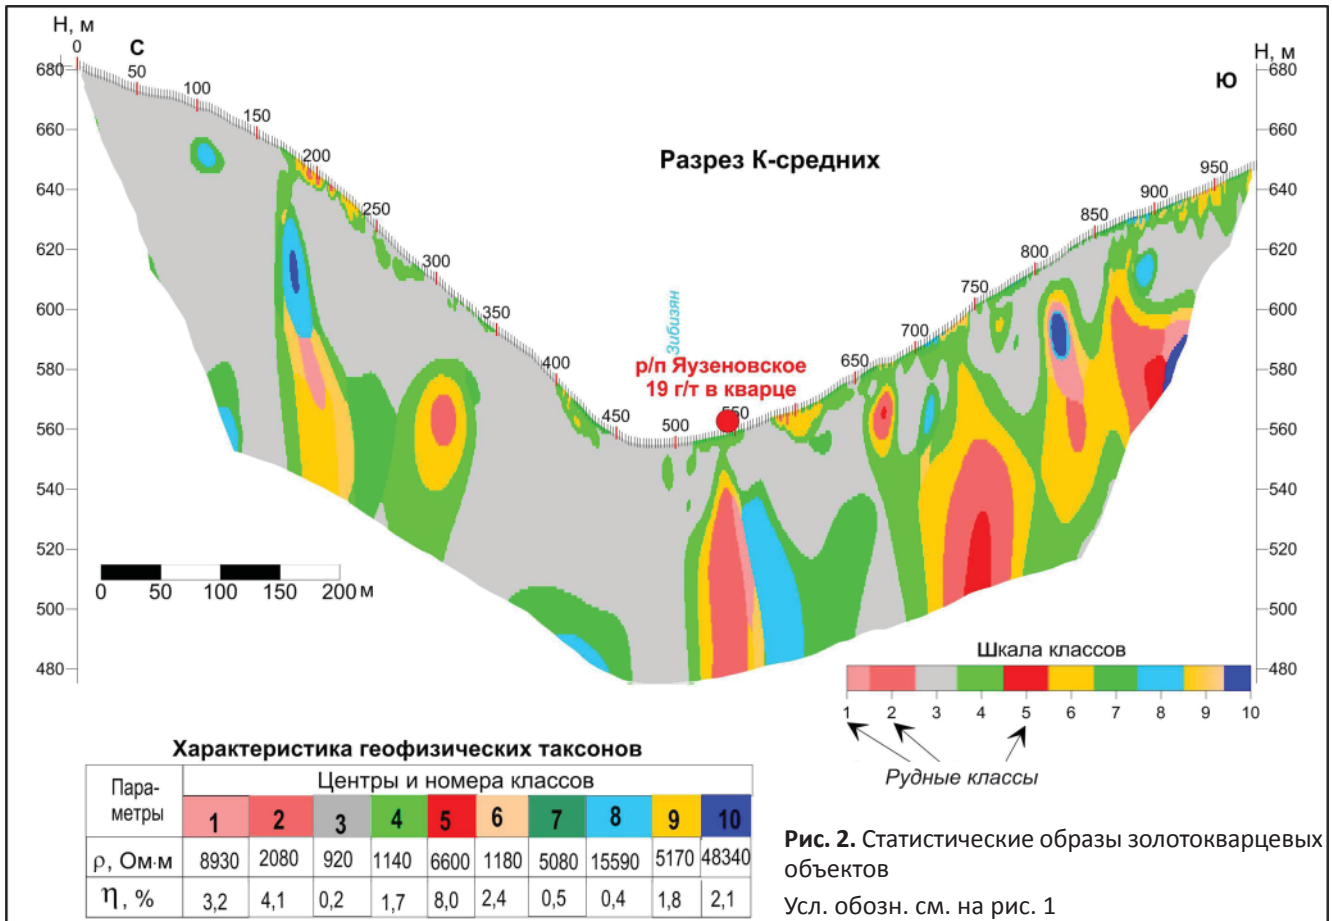 Н, м
0
С
50
100
150
200
250
300
350
400
450
500
550
650
700
750
800
850
900
950
Н, м
Ю
680
660
640
620
600
580
560
540
520
500
480
680
660
640
620
600
580
560
540
520
500
480
Разрез К-средних
Зибизян
р/п Яузеновское
19 г/т в кварце
0 50 100 150 200 м
Шкала классов
1 2 3 4 5 6 7 8 9 10
Рудные классы
Характеристика геофизических таксонов
Пара-
метры
Центры и номера классов
1 2 3 4 5 6 7 8 9 10
ρ, Ом·м 8930 2080 920 1140 6600 1180 5080 15590 5170 48340
η, % 3,2 4,1 0,2 1,7 8,0 2,4 0,5 0,4 1,8 2,1
Рис. 2. Статистические образы золотокварцевых
объектов
Усл. обозн. см. на рис. 1